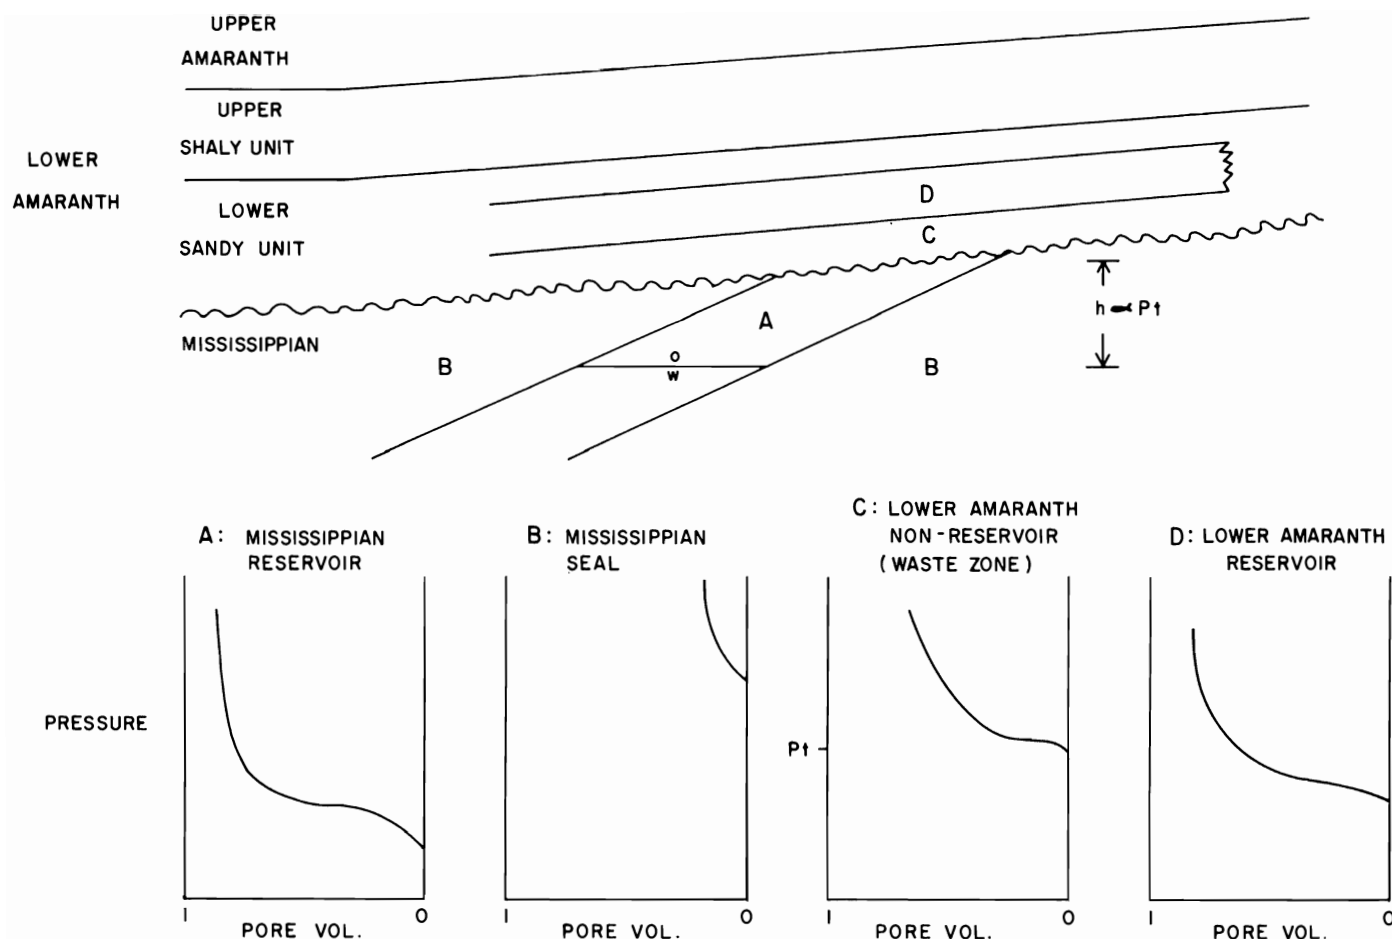 UPPER
AMARANTH
UPPER
SHALY UNIT
LOWER
AMARANTH
LOWER
SANDY UNIT
D
C
MISSISSIPPIAN
A
B
O
W
B
h ∝ Pt
A: MISSISSIPPIAN
RESERVOIR
B: MISSISSIPPIAN
SEAL
C: LOWER AMARANTH
NON-RESERVOIR
(WASTE ZONE)
D: LOWER AMARANTH
RESERVOIR
PRESSURE
Pt
1 0
PORE VOL.
1 0
PORE VOL.
1 0
PORE VOL.
1 0
PORE VOL.